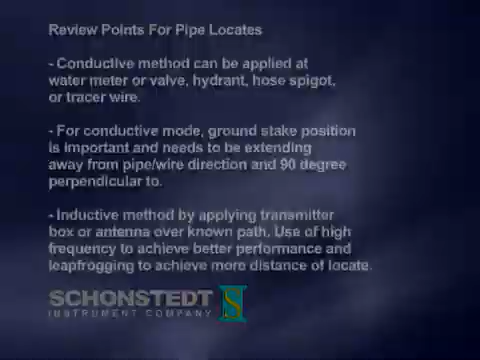 Review Points For Pipe Locates
- Conductive method can be applied at
water meter or valve, hydrant, hose spigot,
or tracer wire.
- For conductive mode, ground stake position
is important and needs to be extending
away from pipe/wire direction and 90 degree
perpendicular to.
- Inductive method by applying transmitter
box or antenna over known path. Use of high
frequency to achieve better performance and
leapfrogging to achieve more distance of locate.
SCHONSTEDT
INSTRUMENT COMPANY